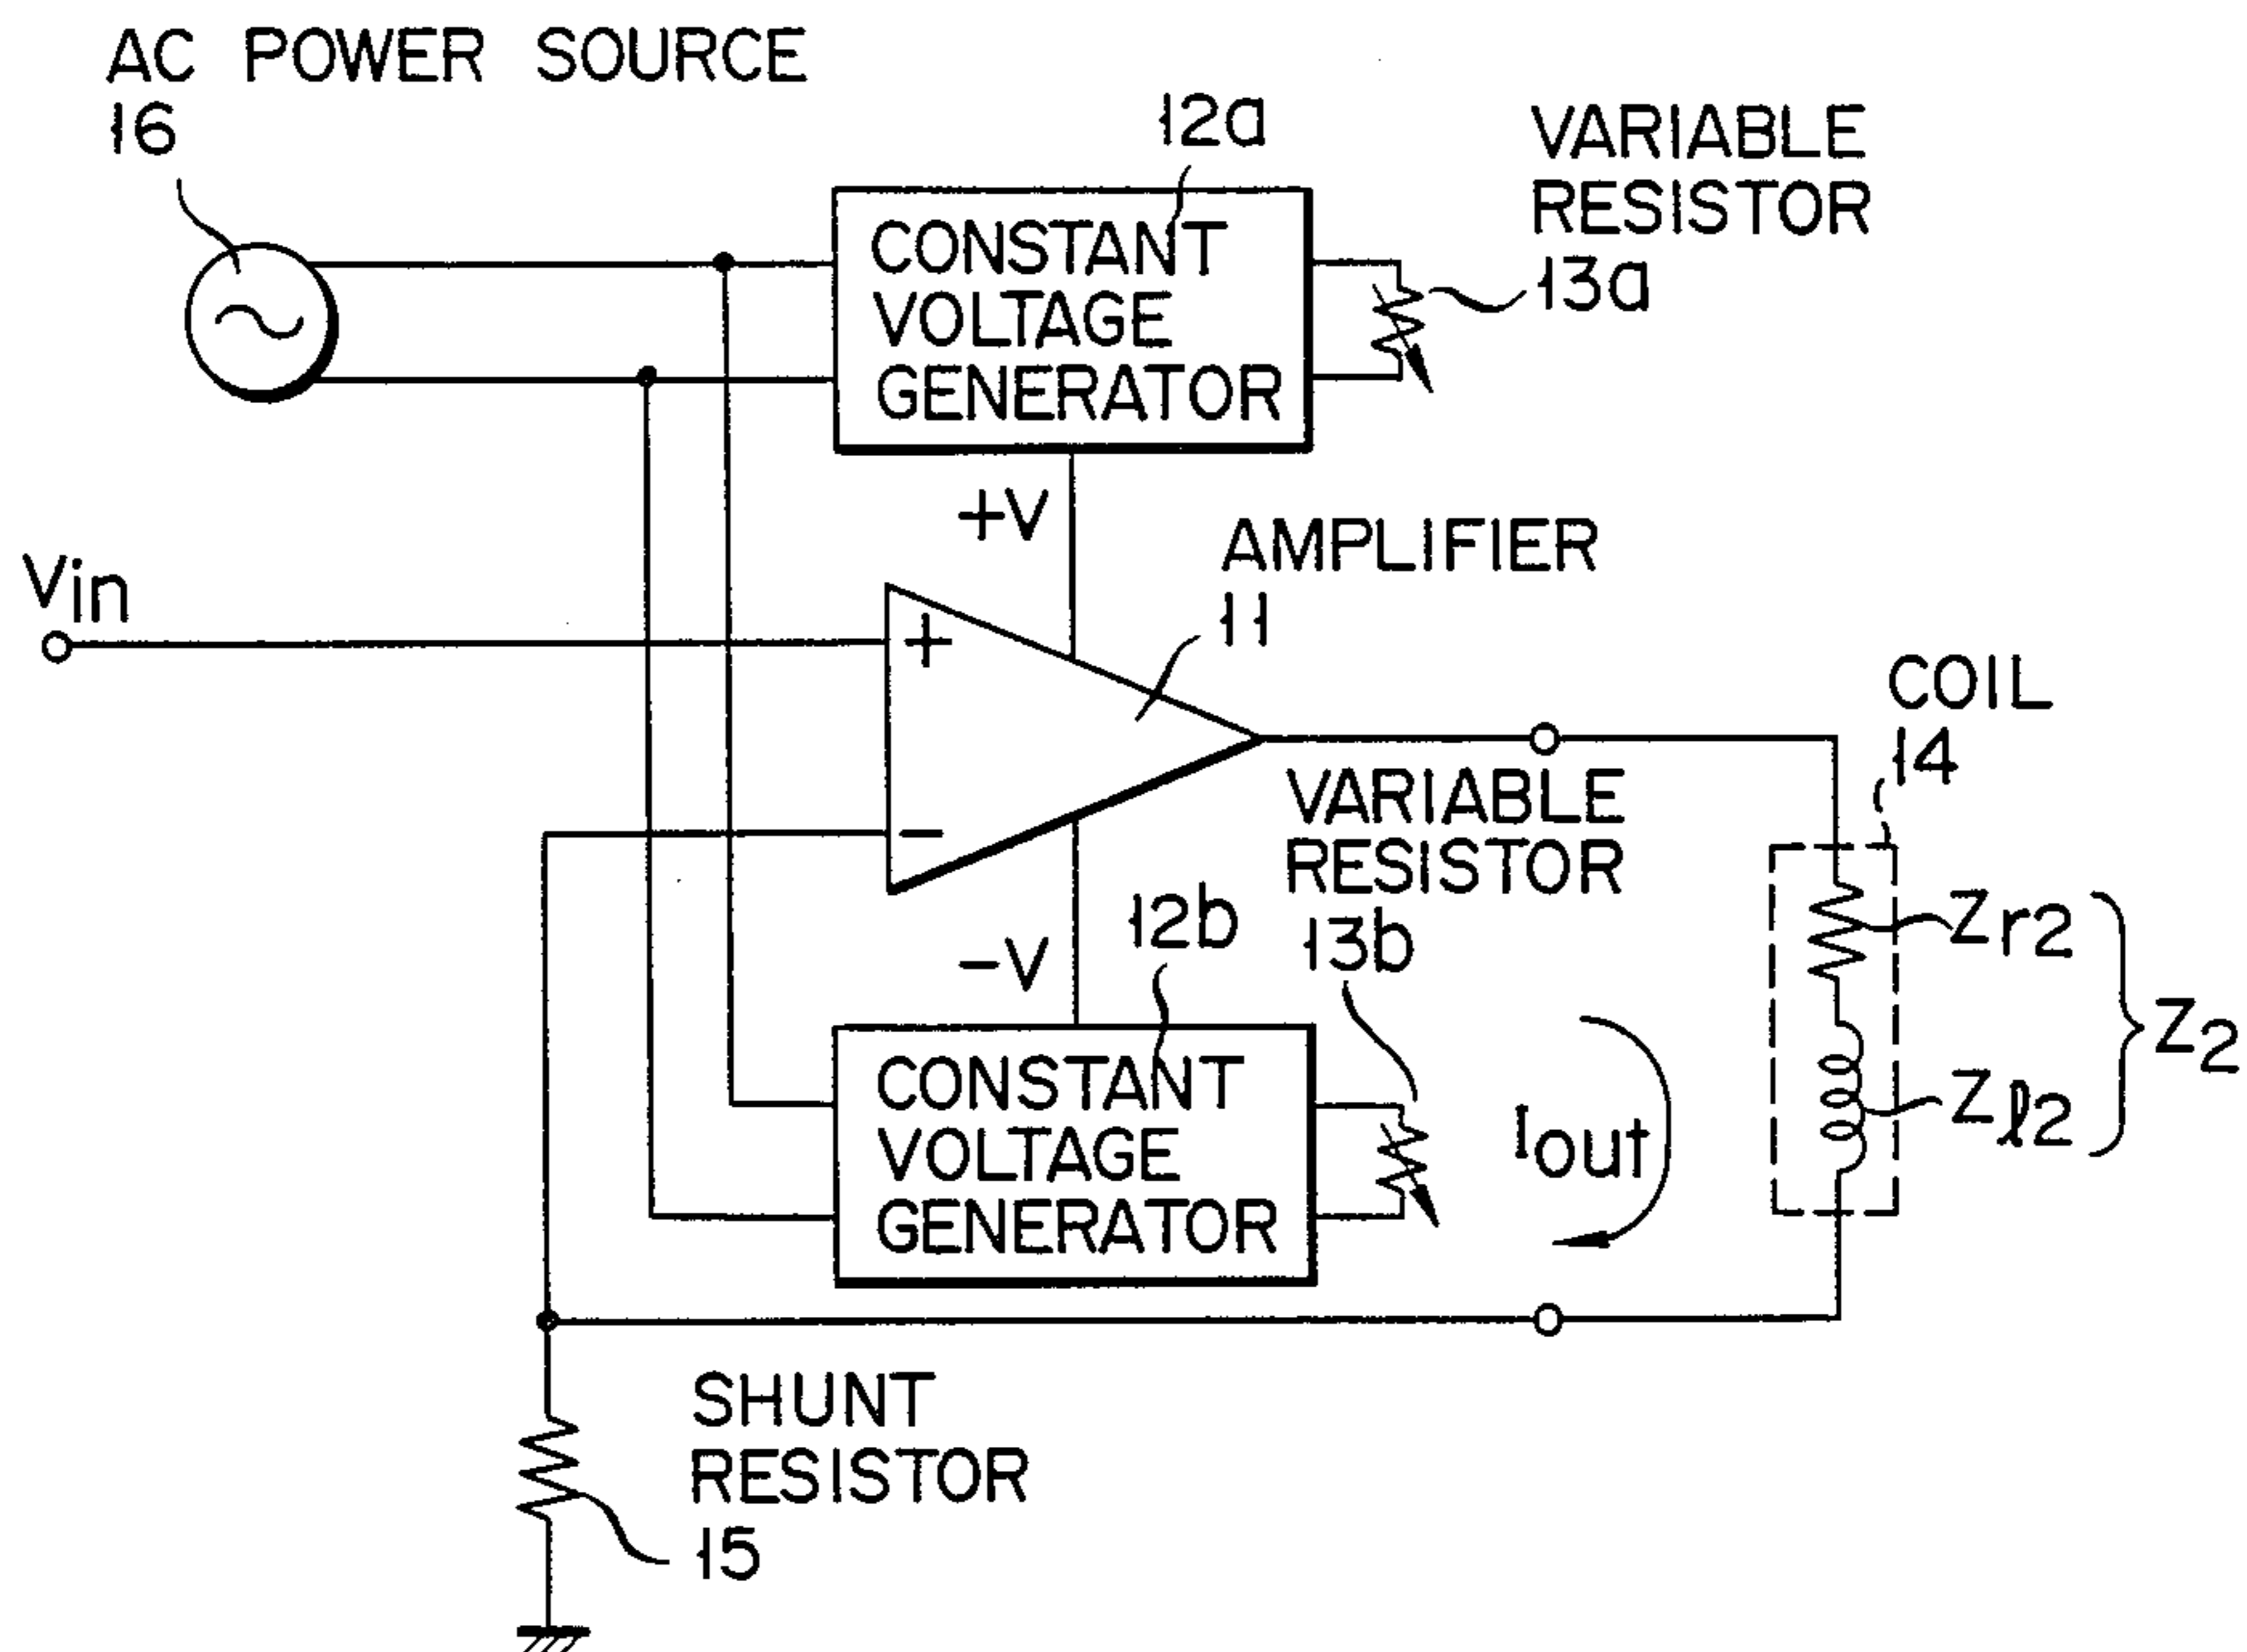 AC POWER SOURCE
16
12a
VARIABLE
RESISTOR
13a
CONSTANT
VOLTAGE
GENERATOR
+V
Vin
AMPLIFIER
11
+
−
COIL
14
VARIABLE
RESISTOR
13b
12b
−V
Zr2
Z2
Zℓ2
CONSTANT
VOLTAGE
GENERATOR
Iout
SHUNT
RESISTOR
15